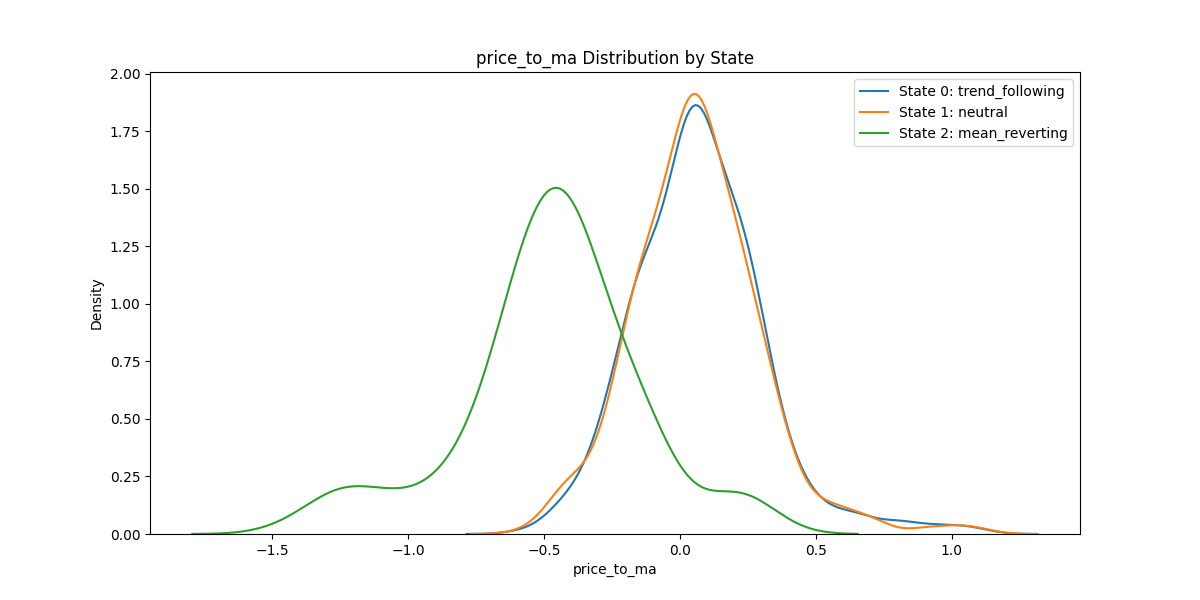 price_to_ma Distribution by State
State 0: trend_following
State 1: neutral
State 2: mean_reverting
Density
2.00
1.75
1.50
1.25
1.00
0.75
0.50
0.25
0.00
−1.5 −1.0 −0.5 0.0 0.5 1.0
price_to_ma